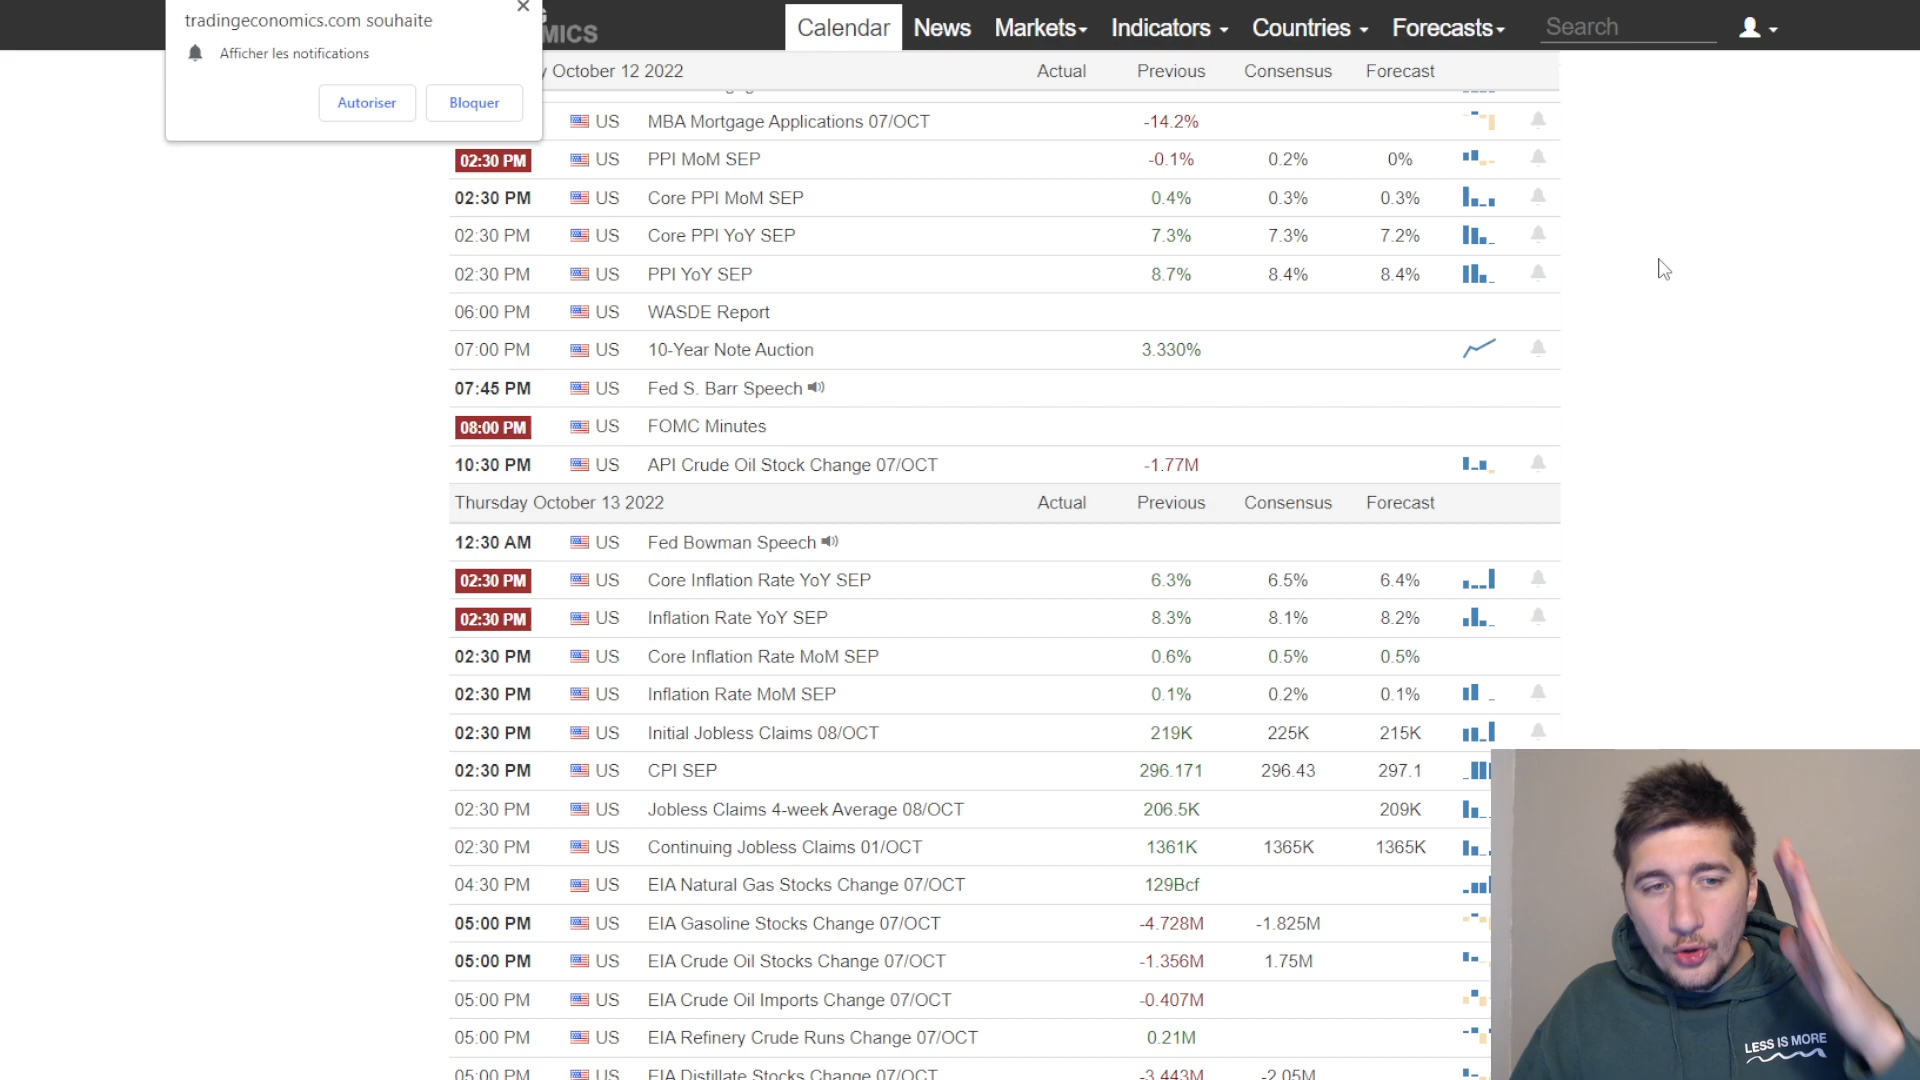 tradingeconomics.com souhaite
Afficher les notifications
Autoriser Bloquer
MICS
Calendar News Markets Indicators Countries Forecasts Search
y October 12 2022 Actual Previous Consensus Forecast
US MBA Mortgage Applications 07/OCT -14.2%
02:30 PM US PPI MoM SEP -0.1% 0.2% 0%
02:30 PM US Core PPI MoM SEP 0.4% 0.3% 0.3%
02:30 PM US Core PPI YoY SEP 7.3% 7.3% 7.2%
02:30 PM US PPI YoY SEP 8.7% 8.4% 8.4%
06:00 PM US WASDE Report
07:00 PM US 10-Year Note Auction 3.330%
07:45 PM US Fed S. Barr Speech
08:00 PM US FOMC Minutes
10:30 PM US API Crude Oil Stock Change 07/OCT -1.77M
Thursday October 13 2022 Actual Previous Consensus Forecast
12:30 AM US Fed Bowman Speech
02:30 PM US Core Inflation Rate YoY SEP 6.3% 6.5% 6.4%
02:30 PM US Inflation Rate YoY SEP 8.3% 8.1% 8.2%
02:30 PM US Core Inflation Rate MoM SEP 0.6% 0.5% 0.5%
02:30 PM US Inflation Rate MoM SEP 0.1% 0.2% 0.1%
02:30 PM US Initial Jobless Claims 08/OCT 219K 225K 215K
02:30 PM US CPI SEP 296.171 296.43 297.1
02:30 PM US Jobless Claims 4-week Average 08/OCT 206.5K 209K
02:30 PM US Continuing Jobless Claims 01/OCT 1361K 1365K 1365K
04:30 PM US EIA Natural Gas Stocks Change 07/OCT 129Bcf
05:00 PM US EIA Gasoline Stocks Change 07/OCT -4.728M -1.825M
05:00 PM US EIA Crude Oil Stocks Change 07/OCT -1.356M 1.75M
05:00 PM US EIA Crude Oil Imports Change 07/OCT -0.407M
05:00 PM US EIA Refinery Crude Runs Change 07/OCT 0.21M
05:00 PM US EIA Distillate Stocks Change 07/OCT -3.443M -2.05M
LESS IS MORE